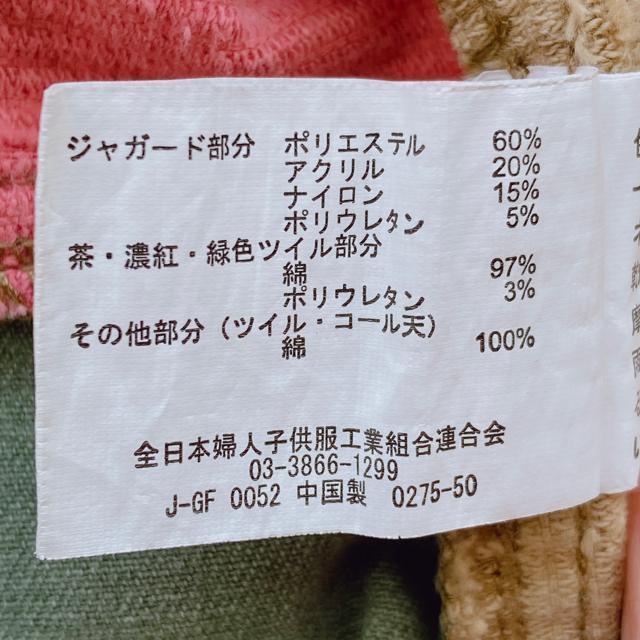 ジャガード部分 ポリエステル 60%
アクリル 20%
ナイロン 15%
ポリウレタン 5%
茶・濃紅・緑色ツイル部分
綿 97%
ポリウレタン 3%
その他部分(ツイル・コール天)
綿 100%
全日本婦人子供服工業組合連合会
03-3866-1299
J-GF 0052 中国製 0275-50